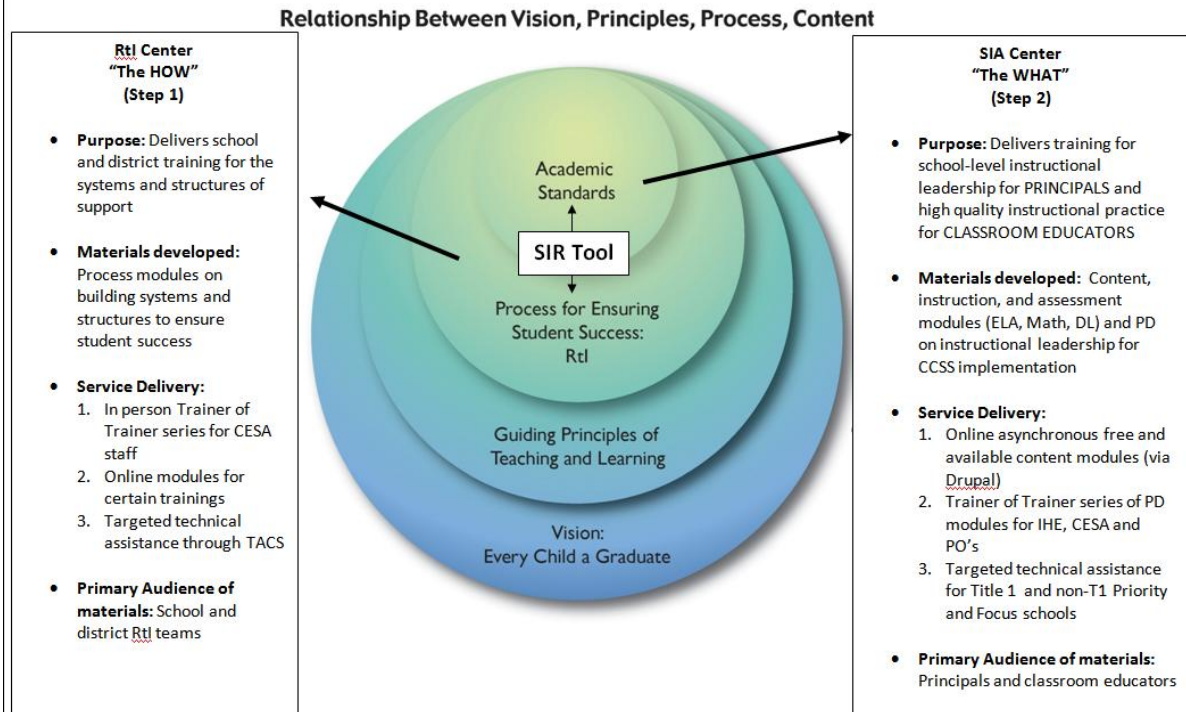 Relationship Between Vision, Principles, Process, Content
RtI Center
“The HOW”
(Step 1)
• Purpose: Delivers school
and district training for the
systems and structures of
support
• Materials developed:
Process modules on
building systems and
structures to ensure
student success
• Service Delivery:
1. In person Trainer of
Trainer series for CESA
staff
2. Online modules for
certain trainings
3. Targeted technical
assistance through TACS
• Primary Audience of
materials: School and
district RtI teams
Academic
Standards
SIR Tool
Process for Ensuring
Student Success:
RtI
Guiding Principles of
Teaching and Learning
Vision:
Every Child a Graduate
SIA Center
“The WHAT”
(Step 2)
• Purpose: Delivers training for
school-level instructional
leadership for PRINCIPALS and
high quality instructional practice
for CLASSROOM EDUCATORS
• Materials developed: Content,
instruction, and assessment
modules (ELA, Math, DL) and PD
on instructional leadership for
CCSS implementation
• Service Delivery:
1. Online asynchronous free and
available content modules (via
Drupal)
2. Trainer of Trainer series of PD
modules for IHE, CESA and
PO’s
3. Targeted technical assistance
for Title 1 and non-T1 Priority
and Focus schools
• Primary Audience of materials:
Principals and classroom educators